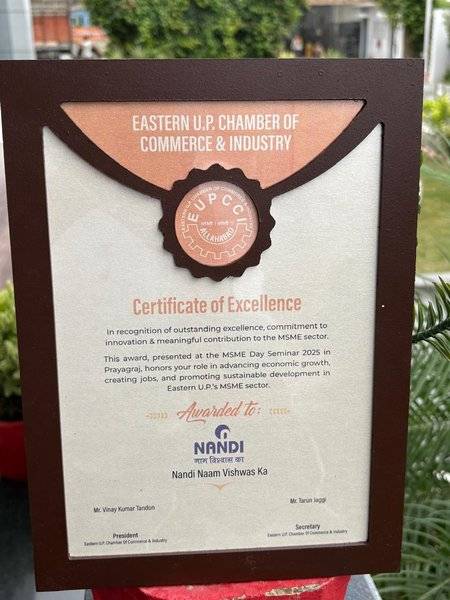 EASTERN U.P. CHAMBER OF
COMMERCE & INDUSTRY
EUPCCI
ALLAHABAD
Certificate of Excellence
In recognition of outstanding excellence, commitment to
innovation & meaningful contribution to the MSME sector.
This award, presented at the MSME Day Seminar 2025 in
Prayagraj, honors your role in advancing economic growth,
creating jobs, and promoting sustainable development in
Eastern U.P.'s MSME sector.
Awarded to:
NANDI
नाम विश्वास का
Nandi Naam Vishwas Ka
Mr. Vinay Kumar Tandon
Mr. Tarun Jaggi
President
Eastern U.P. Chamber Of Commerce & Industry
Secretary
Eastern U.P. Chamber Of Commerce & Industry